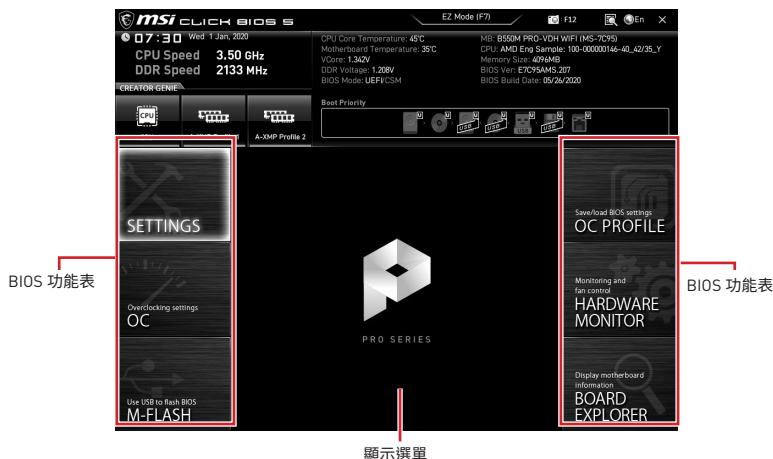 msi CLICK BIOS 5
EZ Mode (F7)
F12
En
07:30 Wed 1 Jan, 2020
CPU Speed 3.50 GHz
DDR Speed 2133 MHz
CREATOR GENIE
CPU
A-XMP Profile 2
CPU Core Temperature: 45°C
Motherboard Temperature: 35°C
VCore: 1.342V
DDR Voltage: 1.208V
BIOS Mode: UEFI/CSM
MB: B550M PRO-VDH WIFI (MS-7C95)
CPU: AMD Eng Sample: 100-000000146-40_42/35_Y
Memory Size: 4096MB
BIOS Ver: E7C95AMS.207
BIOS Build Date: 05/26/2020
Boot Priority
U U U U U U U
USB USB USB USB
SETTINGS
Overclocking settings
OC
Use USB to flash BIOS
M-FLASH
PRO SERIES
Save/load BIOS settings
OC PROFILE
Monitoring and
fan control
HARDWARE
MONITOR
Display motherboard
information
BOARD
EXPLORER
BIOS 功能表
BIOS 功能表
顯示選單